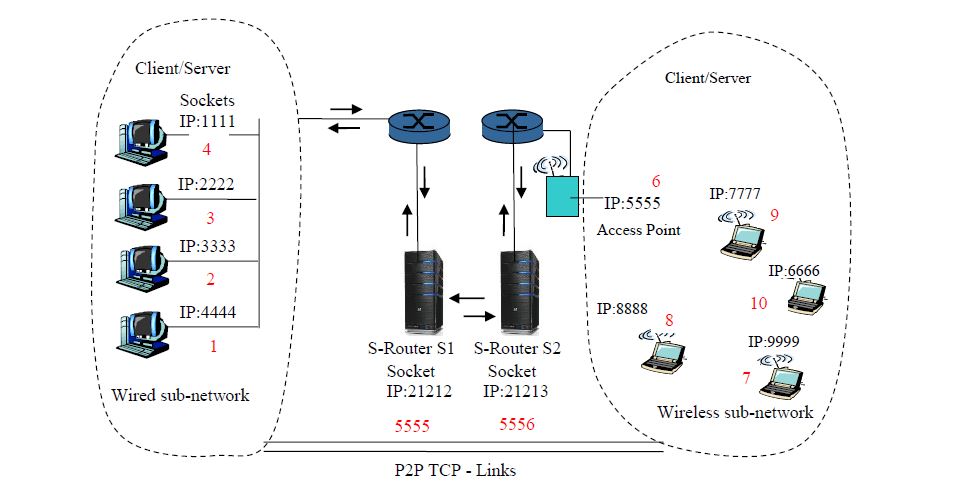 Client/Server
Sockets
IP:1111
4
IP:2222
3
IP:3333
2
IP:4444
1
Wired sub-network
S-Router S1
Socket
IP:21212
5555
S-Router S2
Socket
IP:21213
5556
P2P TCP - Links
Client/Server
6
IP:5555
Access Point
IP:7777
9
IP:6666
10
IP:8888
8
IP:9999
7
Wireless sub-network